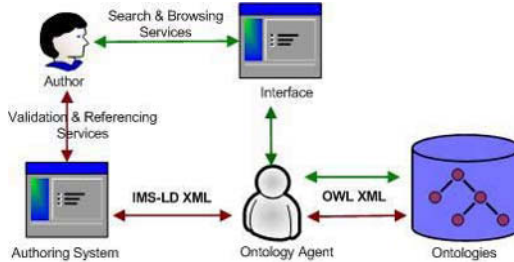 Search & Browsing
Services
Author
Interface
Validation & Referencing
Services
IMS-LD XML
OWL XML
Authoring System
Ontology Agent
Ontologies